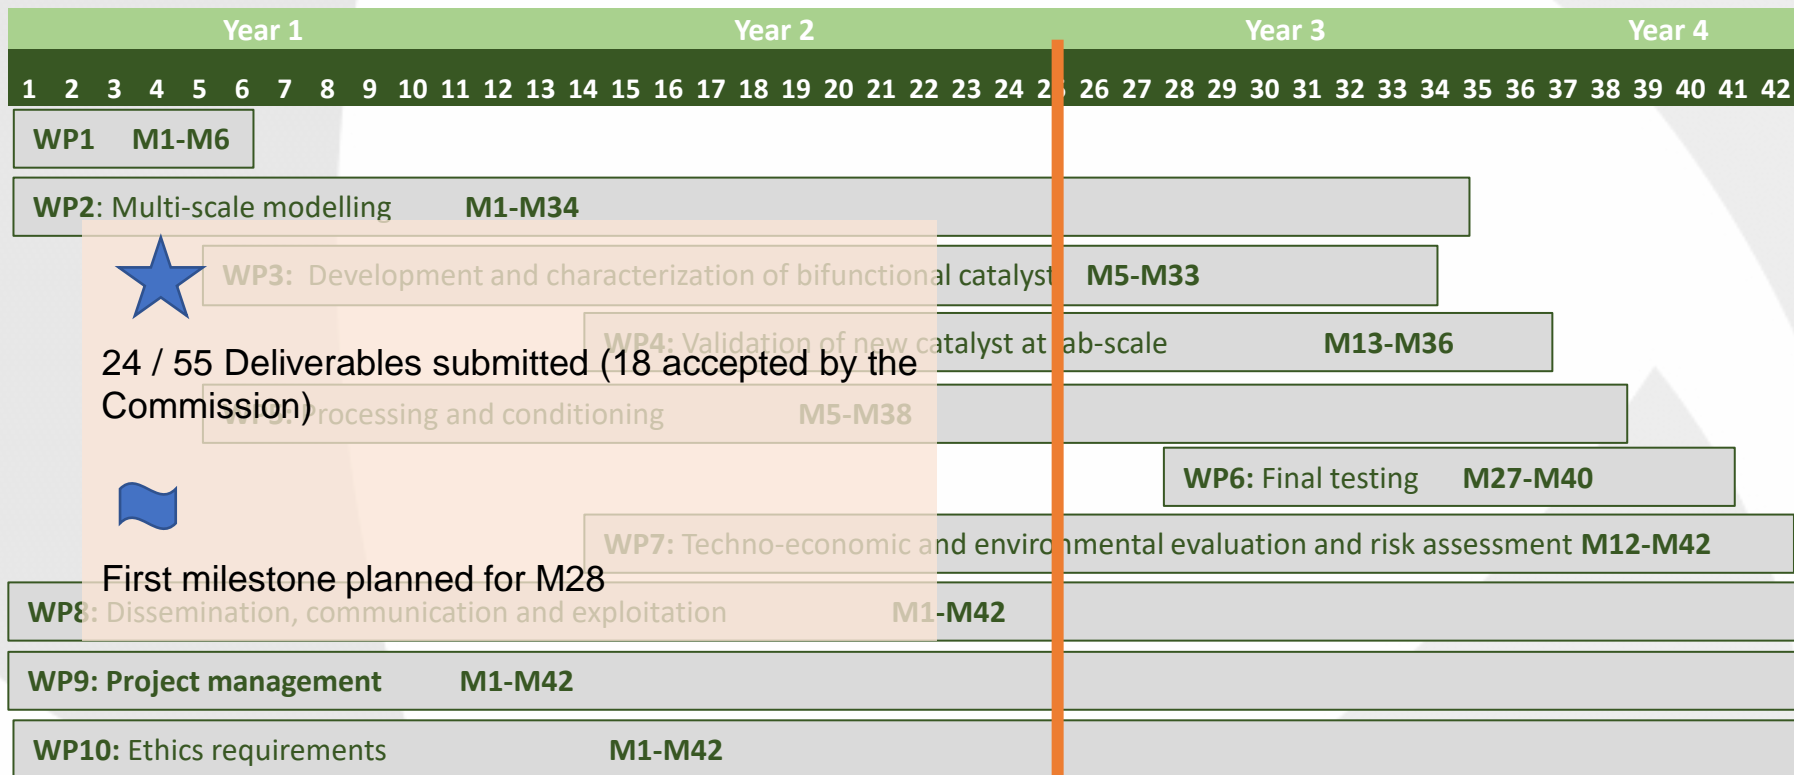 Year 1 Year 2 Year 3 Year 4
1 2 3 4 5 6 7 8 9 10 11 12 13 14 15 16 17 18 19 20 21 22 23 24 25 26 27 28 29 30 31 32 33 34 35 36 37 38 39 40 41 42
WP1 M1-M6
WP2: Multi-scale modelling M1-M34
WP3: Development and characterization of bifunctional catalyst M5-M33
WP4: Validation of new catalyst at lab-scale M13-M36
24 / 55 Deliverables submitted (18 accepted by the
Commission)
WP5: Processing and conditioning M5-M38
WP6: Final testing M27-M40
WP7: Techno-economic and environmental evaluation and risk assessment M12-M42
First milestone planned for M28
WP8: Dissemination, communication and exploitation M1-M42
WP9: Project management M1-M42
WP10: Ethics requirements M1-M42